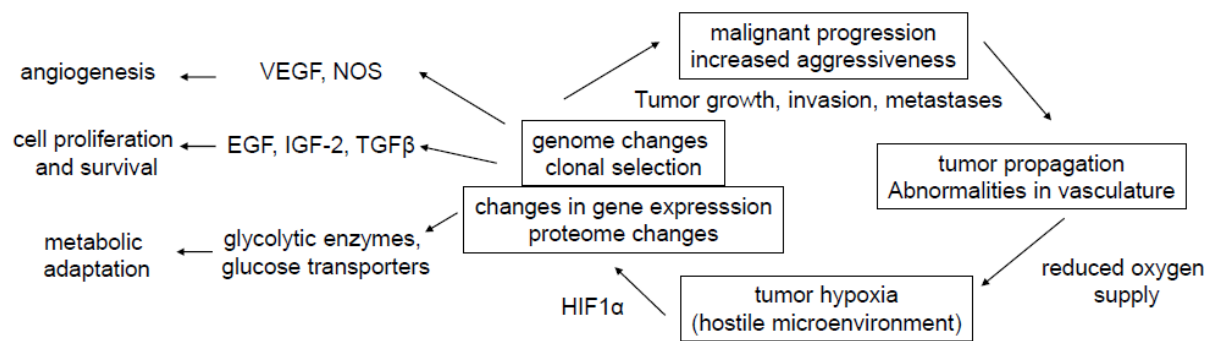 malignant progression
increased aggressiveness
angiogenesis
VEGF, NOS
Tumor growth, invasion, metastases
cell proliferation
and survival
EGF, IGF-2, TGFβ
genome changes
clonal selection
tumor propagation
Abnormalities in vasculature
changes in gene expresssion
proteome changes
metabolic
adaptation
glycolytic enzymes,
glucose transporters
reduced oxygen
supply
HIF1α
tumor hypoxia
(hostile microenvironment)